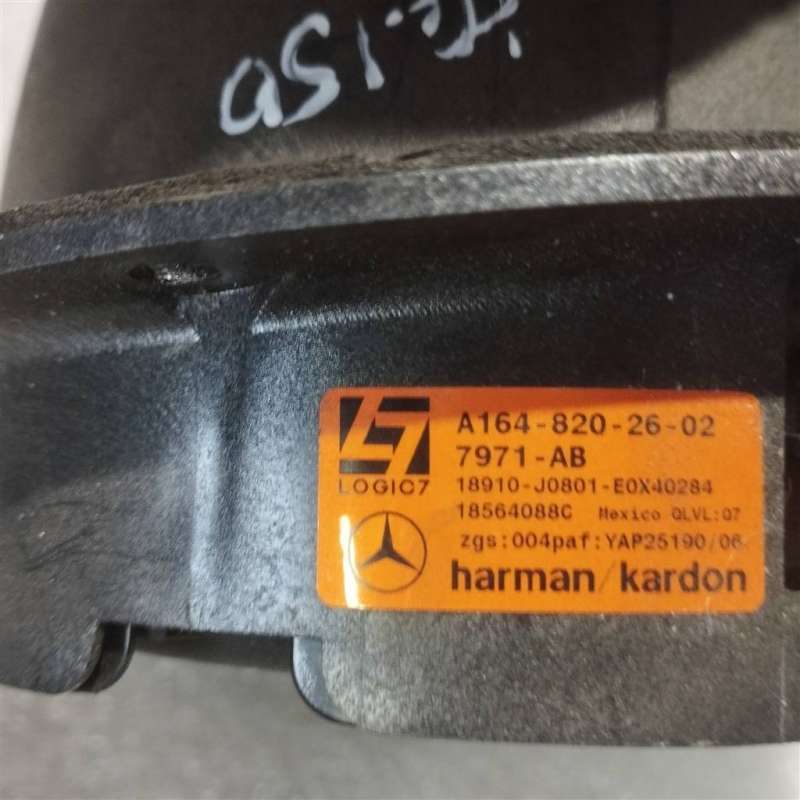 A164-820-26-02
7971-AB
LOGIC7
18910-J0801-E0X40284
18564088C Mexico QLVL:Q7
zgs:004paf:YAP25190/06
harman/kardon